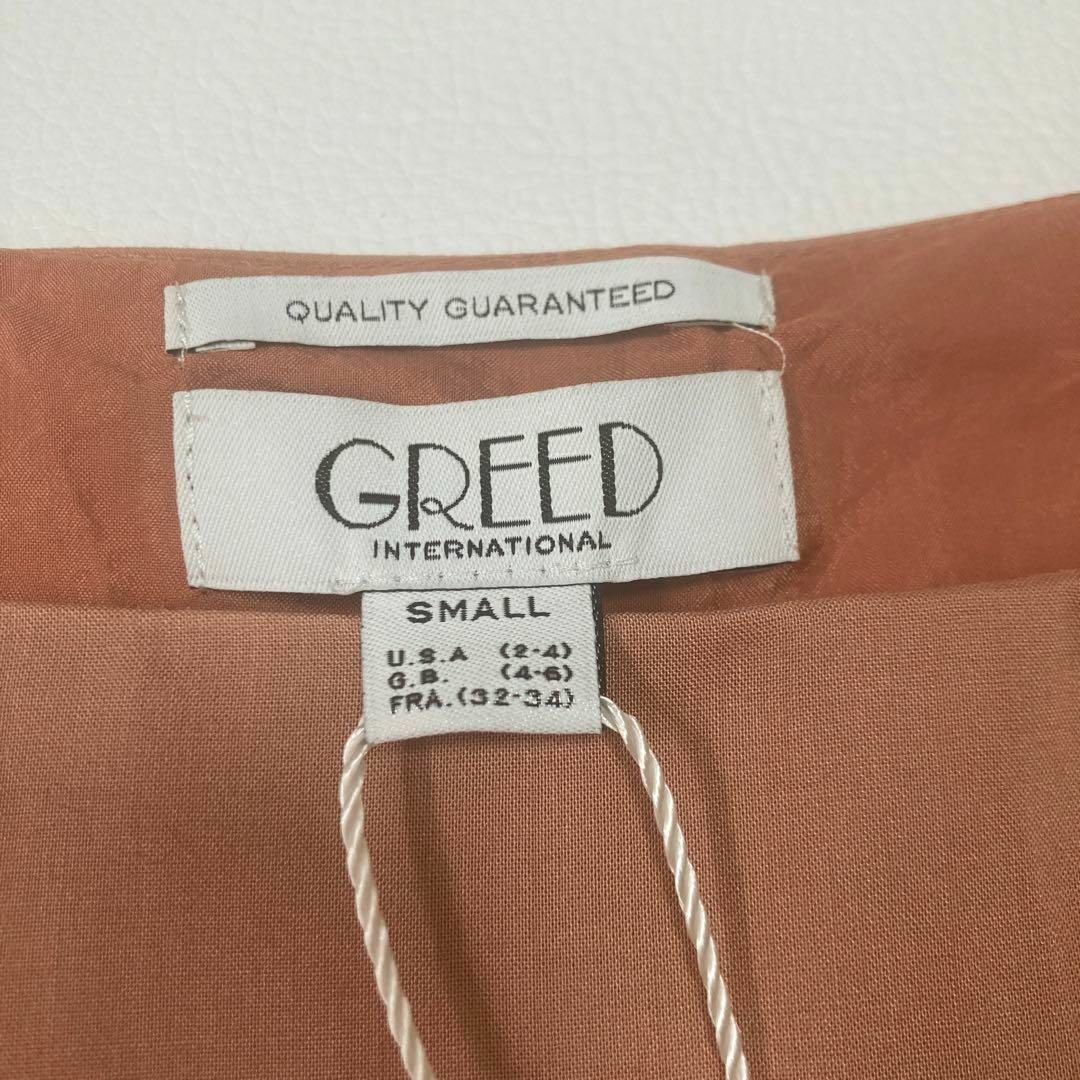 QUALITY GUARANTEED
GREED
INTERNATIONAL
SMALL
U.S.A (2-4)
G.B. (4-6)
FRA.(32-34)